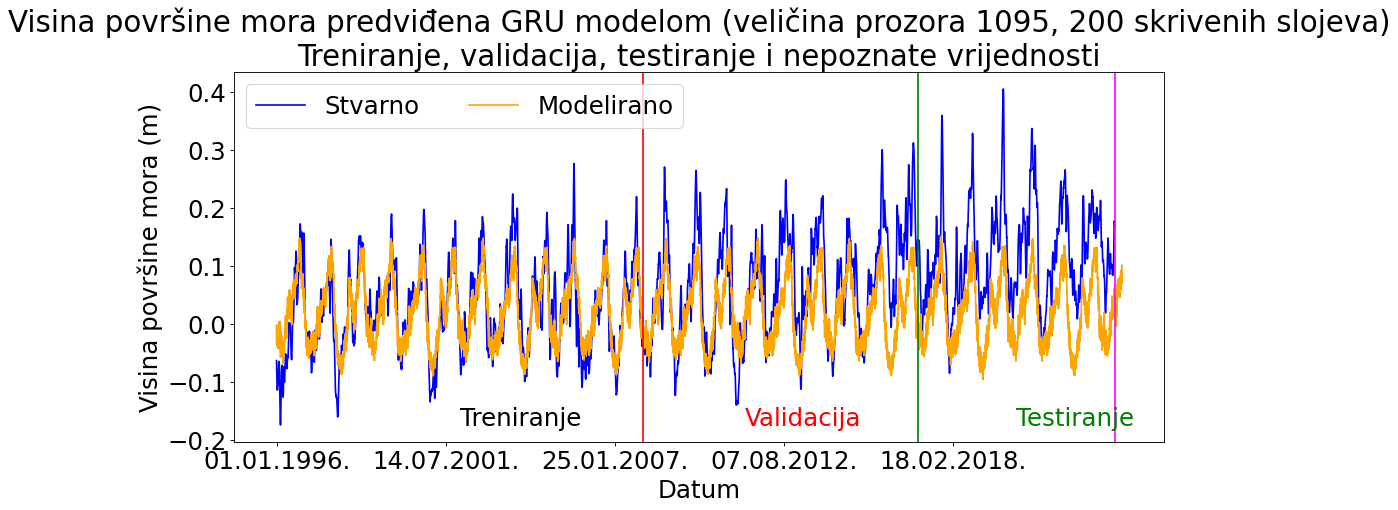 Visina površine mora predviđena GRU modelom (veličina prozora 1095, 200 skrivenih slojeva)
Treniranje, validacija, testiranje i nepoznate vrijednosti
Stvarno
Modelirano
Visina površine mora (m)
0.4
0.3
0.2
0.1
0.0
−0.1
−0.2
Treniranje
Validacija
Testiranje
01.01.1996.
14.07.2001.
25.01.2007.
07.08.2012.
18.02.2018.
Datum